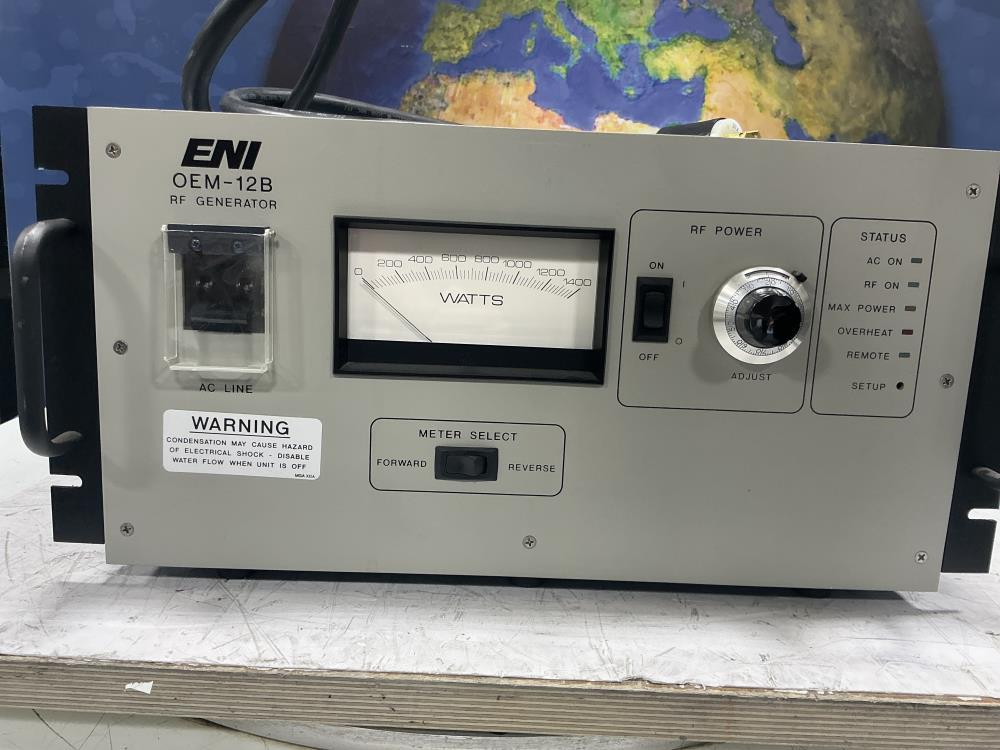 ENI
OEM-12B
RF GENERATOR
AC LINE
WARNING
CONDENSATION MAY CAUSE HAZARD
OF ELECTRICAL SHOCK - DISABLE
WATER FLOW WHEN UNIT IS OFF
0 200 400 600 800 1000 1200 1400
WATTS
METER SELECT
FORWARD REVERSE
RF POWER
ON
I
O
OFF
ADJUST
STATUS
AC ON
RF ON
MAX POWER
OVERHEAT
REMOTE
SETUP